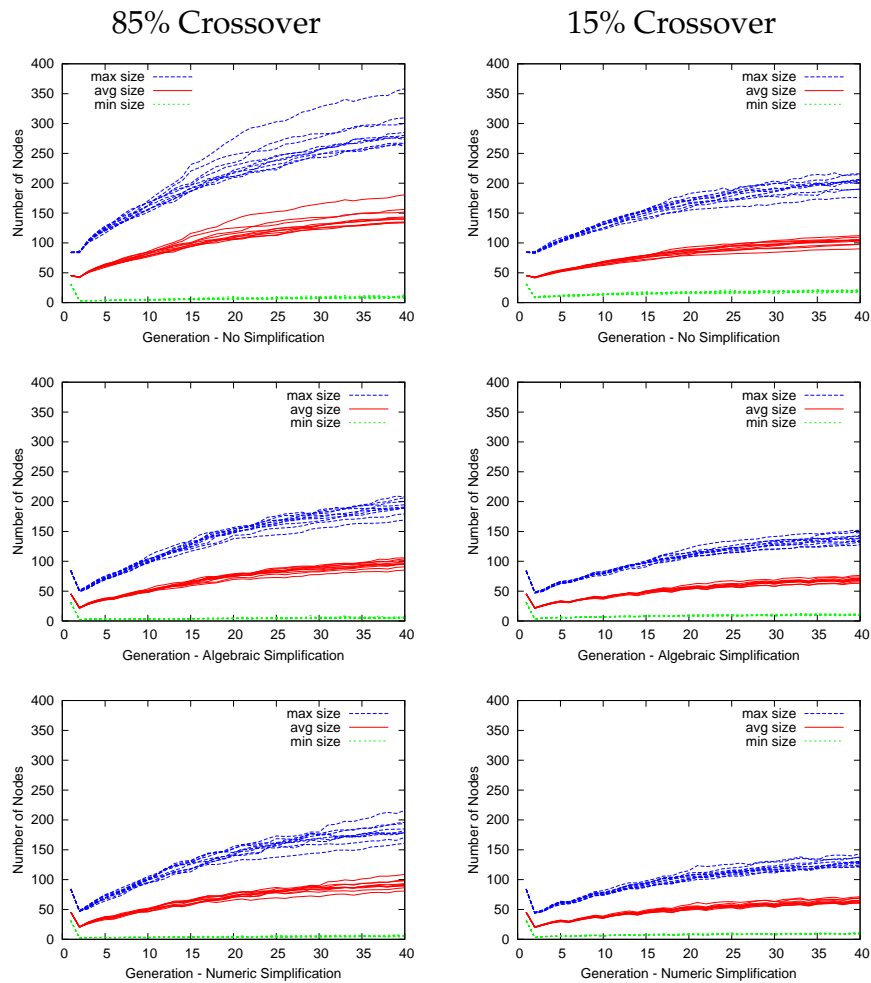 85% Crossover
15% Crossover
400
350
300
250
200
150
100
50
0
Number of Nodes
max size
avg size
min size
0 5 10 15 20 25 30 35 40
Generation - No Simplification
400
350
300
250
200
150
100
50
0
Number of Nodes
max size
avg size
min size
0 5 10 15 20 25 30 35 40
Generation - No Simplification
400
350
300
250
200
150
100
50
0
Number of Nodes
max size
avg size
min size
0 5 10 15 20 25 30 35 40
Generation - Algebraic Simplification
400
350
300
250
200
150
100
50
0
Number of Nodes
max size
avg size
min size
0 5 10 15 20 25 30 35 40
Generation - Algebraic Simplification
400
350
300
250
200
150
100
50
0
Number of Nodes
max size
avg size
min size
0 5 10 15 20 25 30 35 40
Generation - Numeric Simplification
400
350
300
250
200
150
100
50
0
Number of Nodes
max size
avg size
min size
0 5 10 15 20 25 30 35 40
Generation - Numeric Simplification